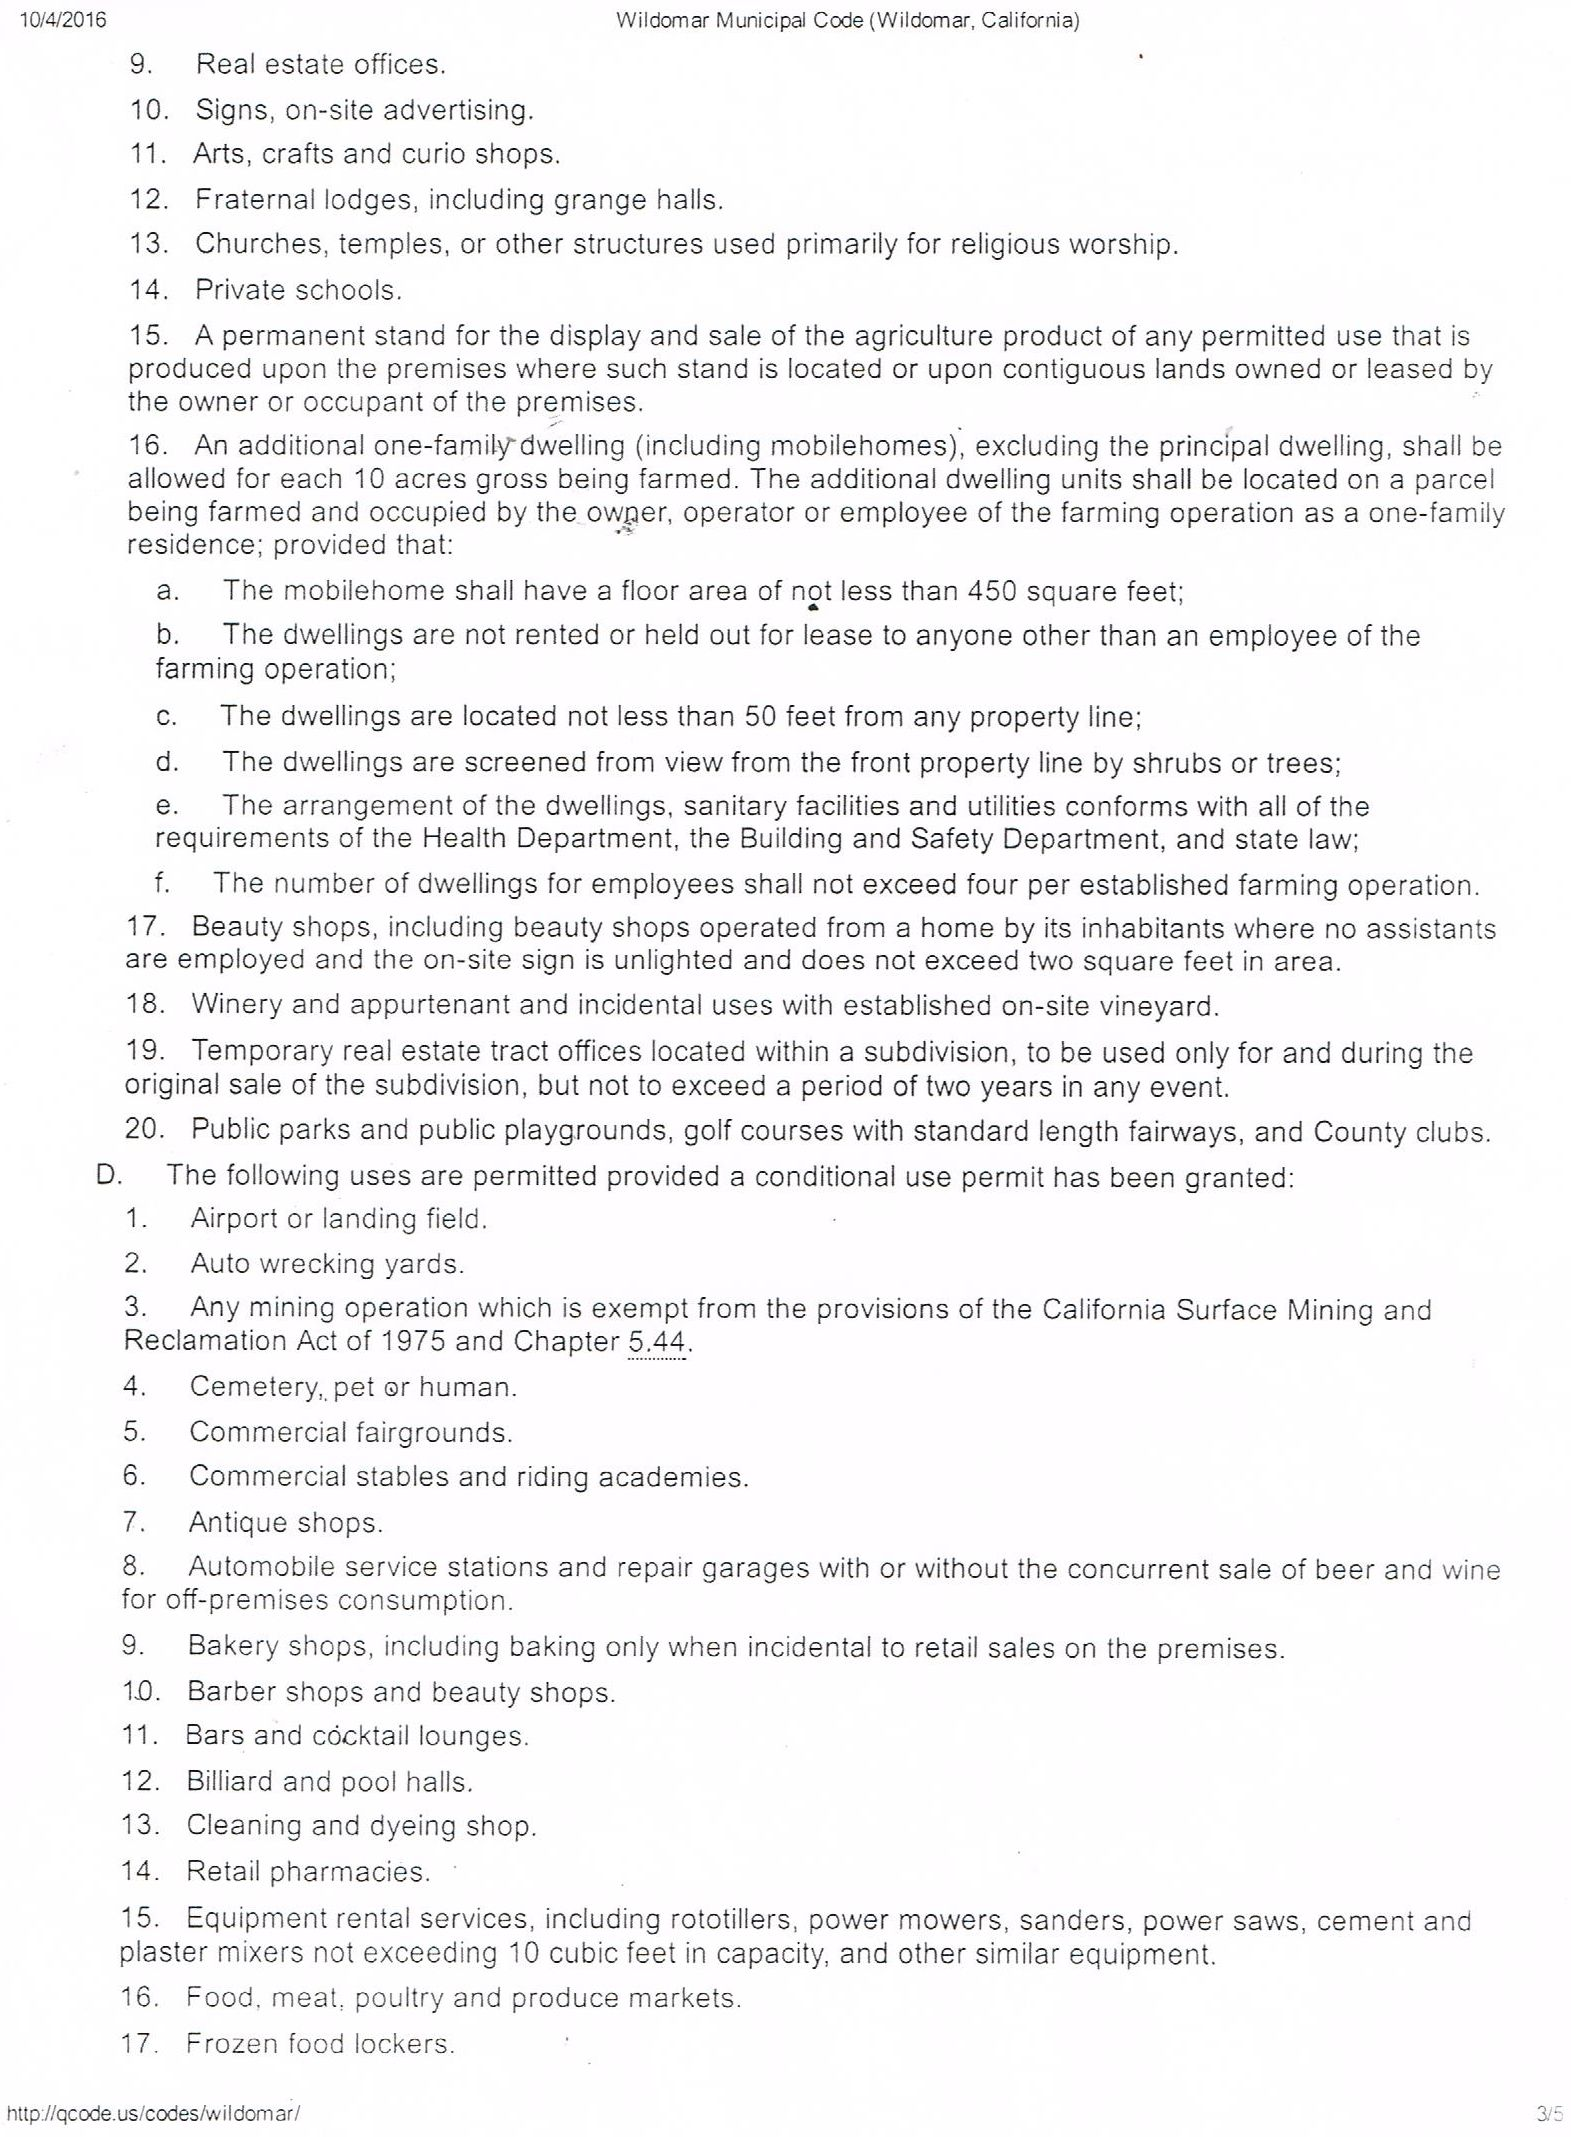 10/4/2016 Wildomar Municipal Code (Wildomar, California)
9. Real estate offices.
10. Signs, on-site advertising.
11. Arts, crafts and curio shops.
12. Fraternal lodges, including grange halls.
13. Churches, temples, or other structures used primarily for religious worship.
14. Private schools.
15. A permanent stand for the display and sale of the agriculture product of any permitted use that is
produced upon the premises where such stand is located or upon contiguous lands owned or leased by
the owner or occupant of the premises.
16. An additional one-family dwelling (including mobilehomes), excluding the principal dwelling, shall be
allowed for each 10 acres gross being farmed. The additional dwelling units shall be located on a parcel
being farmed and occupied by the owner, operator or employee of the farming operation as a one-family
residence; provided that:
a. The mobilehome shall have a floor area of not less than 450 square feet;
b. The dwellings are not rented or held out for lease to anyone other than an employee of the
farming operation;
c. The dwellings are located not less than 50 feet from any property line;
d. The dwellings are screened from view from the front property line by shrubs or trees;
e. The arrangement of the dwellings, sanitary facilities and utilities conforms with all of the
requirements of the Health Department, the Building and Safety Department, and state law;
f. The number of dwellings for employees shall not exceed four per established farming operation.
17. Beauty shops, including beauty shops operated from a home by its inhabitants where no assistants
are employed and the on-site sign is unlighted and does not exceed two square feet in area.
18. Winery and appurtenant and incidental uses with established on-site vineyard.
19. Temporary real estate tract offices located within a subdivision, to be used only for and during the
original sale of the subdivision, but not to exceed a period of two years in any event.
20. Public parks and public playgrounds, golf courses with standard length fairways, and County clubs.
D. The following uses are permitted provided a conditional use permit has been granted:
1. Airport or landing field.
2. Auto wrecking yards.
3. Any mining operation which is exempt from the provisions of the California Surface Mining and
Reclamation Act of 1975 and Chapter 5.44.
4. Cemetery, pet or human.
5. Commercial fairgrounds.
6. Commercial stables and riding academies.
7. Antique shops.
8. Automobile service stations and repair garages with or without the concurrent sale of beer and wine
for off-premises consumption.
9. Bakery shops, including baking only when incidental to retail sales on the premises.
10. Barber shops and beauty shops.
11. Bars and cocktail lounges.
12. Billiard and pool halls.
13. Cleaning and dyeing shop.
14. Retail pharmacies.
15. Equipment rental services, including rototillers, power mowers, sanders, power saws, cement and
plaster mixers not exceeding 10 cubic feet in capacity, and other similar equipment.
16. Food, meat, poultry and produce markets.
17. Frozen food lockers.
http://qcode.us/codes/wildomar/ 3/5